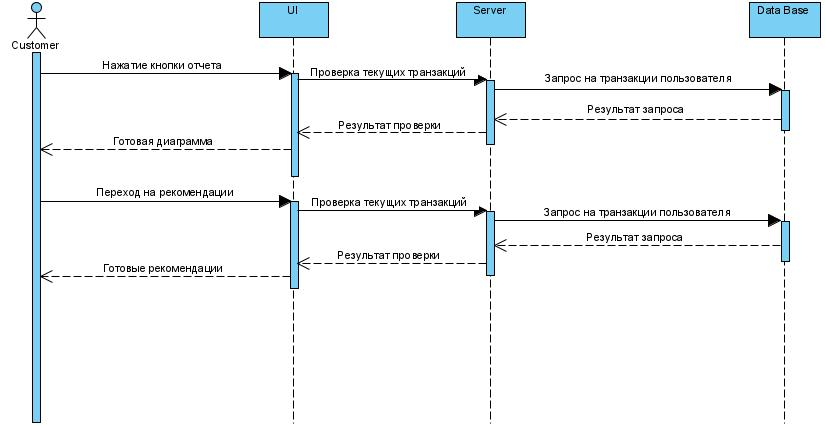 UI
Server
Data Base
Customer
Нажатие кнопки отчета
Проверка текущих транзакций
Запрос на транзакции пользователя
Результат запроса
Результат проверки
Готовая диаграмма
Переход на рекомендации
Проверка текущих транзакций
Запрос на транзакции пользователя
Результат запроса
Результат проверки
Готовые рекомендации